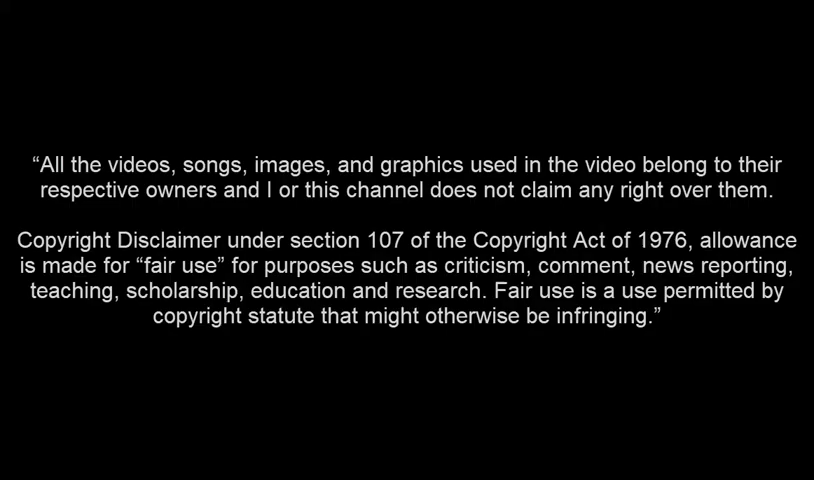 “All the videos, songs, images, and graphics used in the video belong to their
respective owners and I or this channel does not claim any right over them.
Copyright Disclaimer under section 107 of the Copyright Act of 1976, allowance
is made for “fair use” for purposes such as criticism, comment, news reporting,
teaching, scholarship, education and research. Fair use is a use permitted by
copyright statute that might otherwise be infringing.”